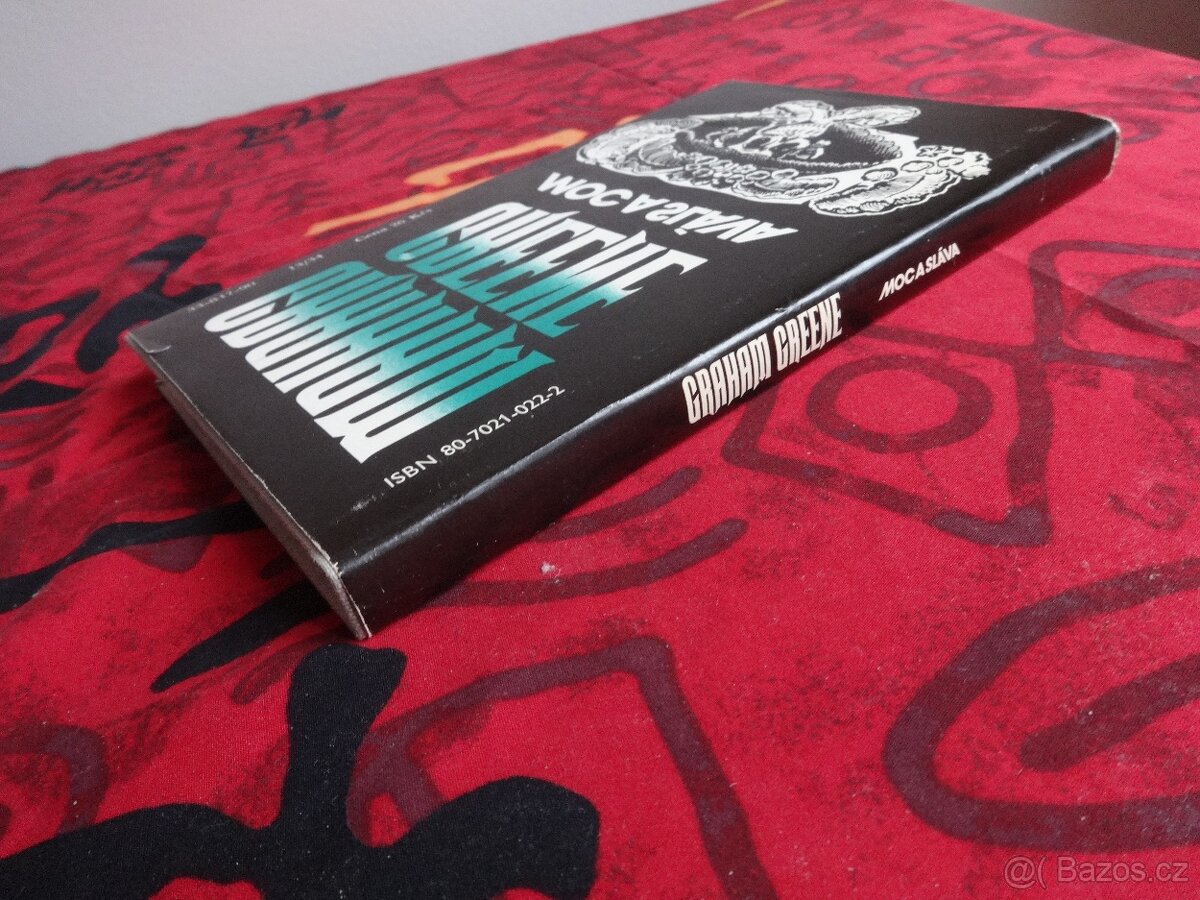 MOC A SLÁVA
GRAHAM
GREENE
ISBN 80-7021-022-2
GRAHAM GREENE
MOC A SLÁVA
@( Bazos.cz